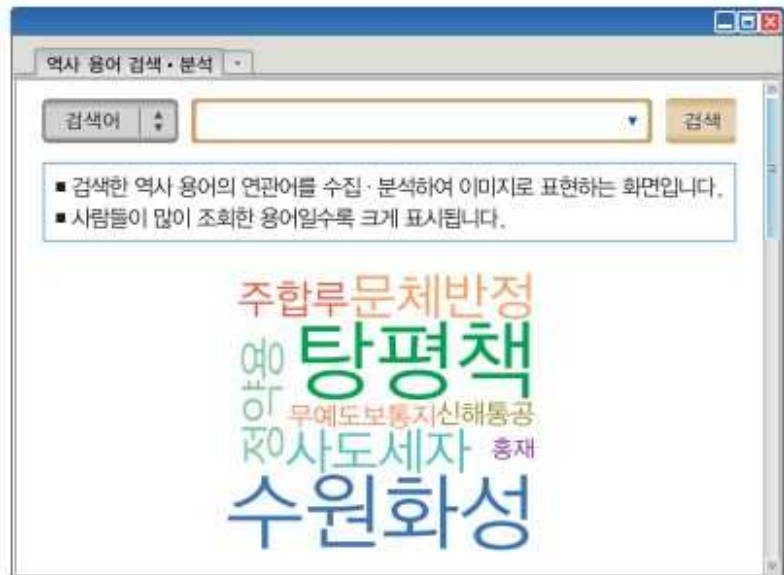 역사 용어 검색·분석
검색어
검색
■ 검색한 역사 용어의 연관어를 수집·분석하여 이미지로 표현하는 화면입니다.
■ 사람들이 많이 조회한 용어일수록 크게 표시됩니다.
주합루 문체반정
탕평책
정약용
무예도보통지 신해통공
사도세자 홍재
수원화성